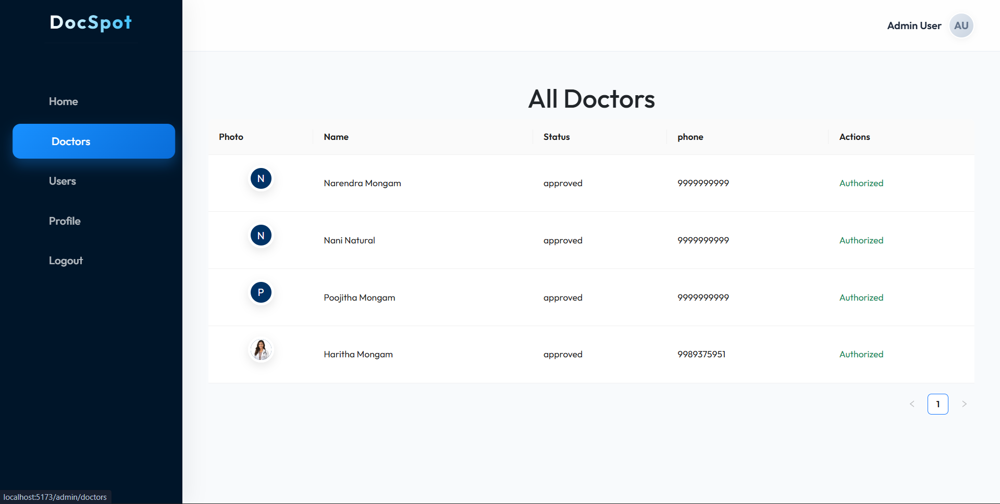 DocSpot
Admin User AU
Home
Doctors
Users
Profile
Logout
All Doctors
Photo Name Status phone Actions
N Narendra Mongam approved 9999999999 Authorized
N Nani Natural approved 9999999999 Authorized
P Poojitha Mongam approved 9999999999 Authorized
Haritha Mongam approved 9989375951 Authorized
< 1 >
localhost:5173/admin/doctors